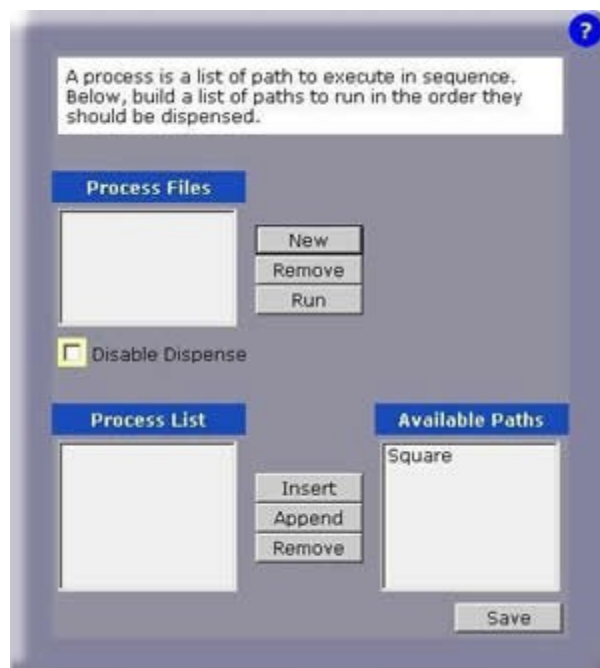 ?
A process is a list of path to execute in sequence.
Below, build a list of paths to run in the order they
should be dispensed.
Process Files
New
Remove
Run
Disable Dispense
Process List
Available Paths
Square
Insert
Append
Remove
Save